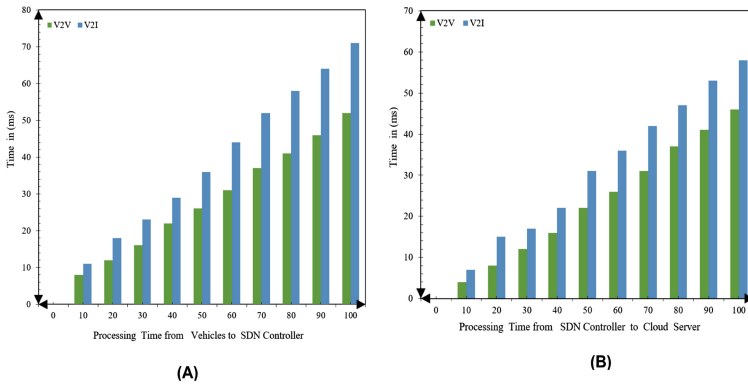 80
70
60
50
40
30
20
10
0
V2V V2I
Time in (ms)
0 10 20 30 40 50 60 70 80 90 100
Processing Time from Vehicles to SDN Controller
(A)
70
60
50
40
30
20
10
0
V2V V2I
Time in (ms)
0 10 20 30 40 50 60 70 80 90 100
Processing Time from SDN Controller to Cloud Server
(B)